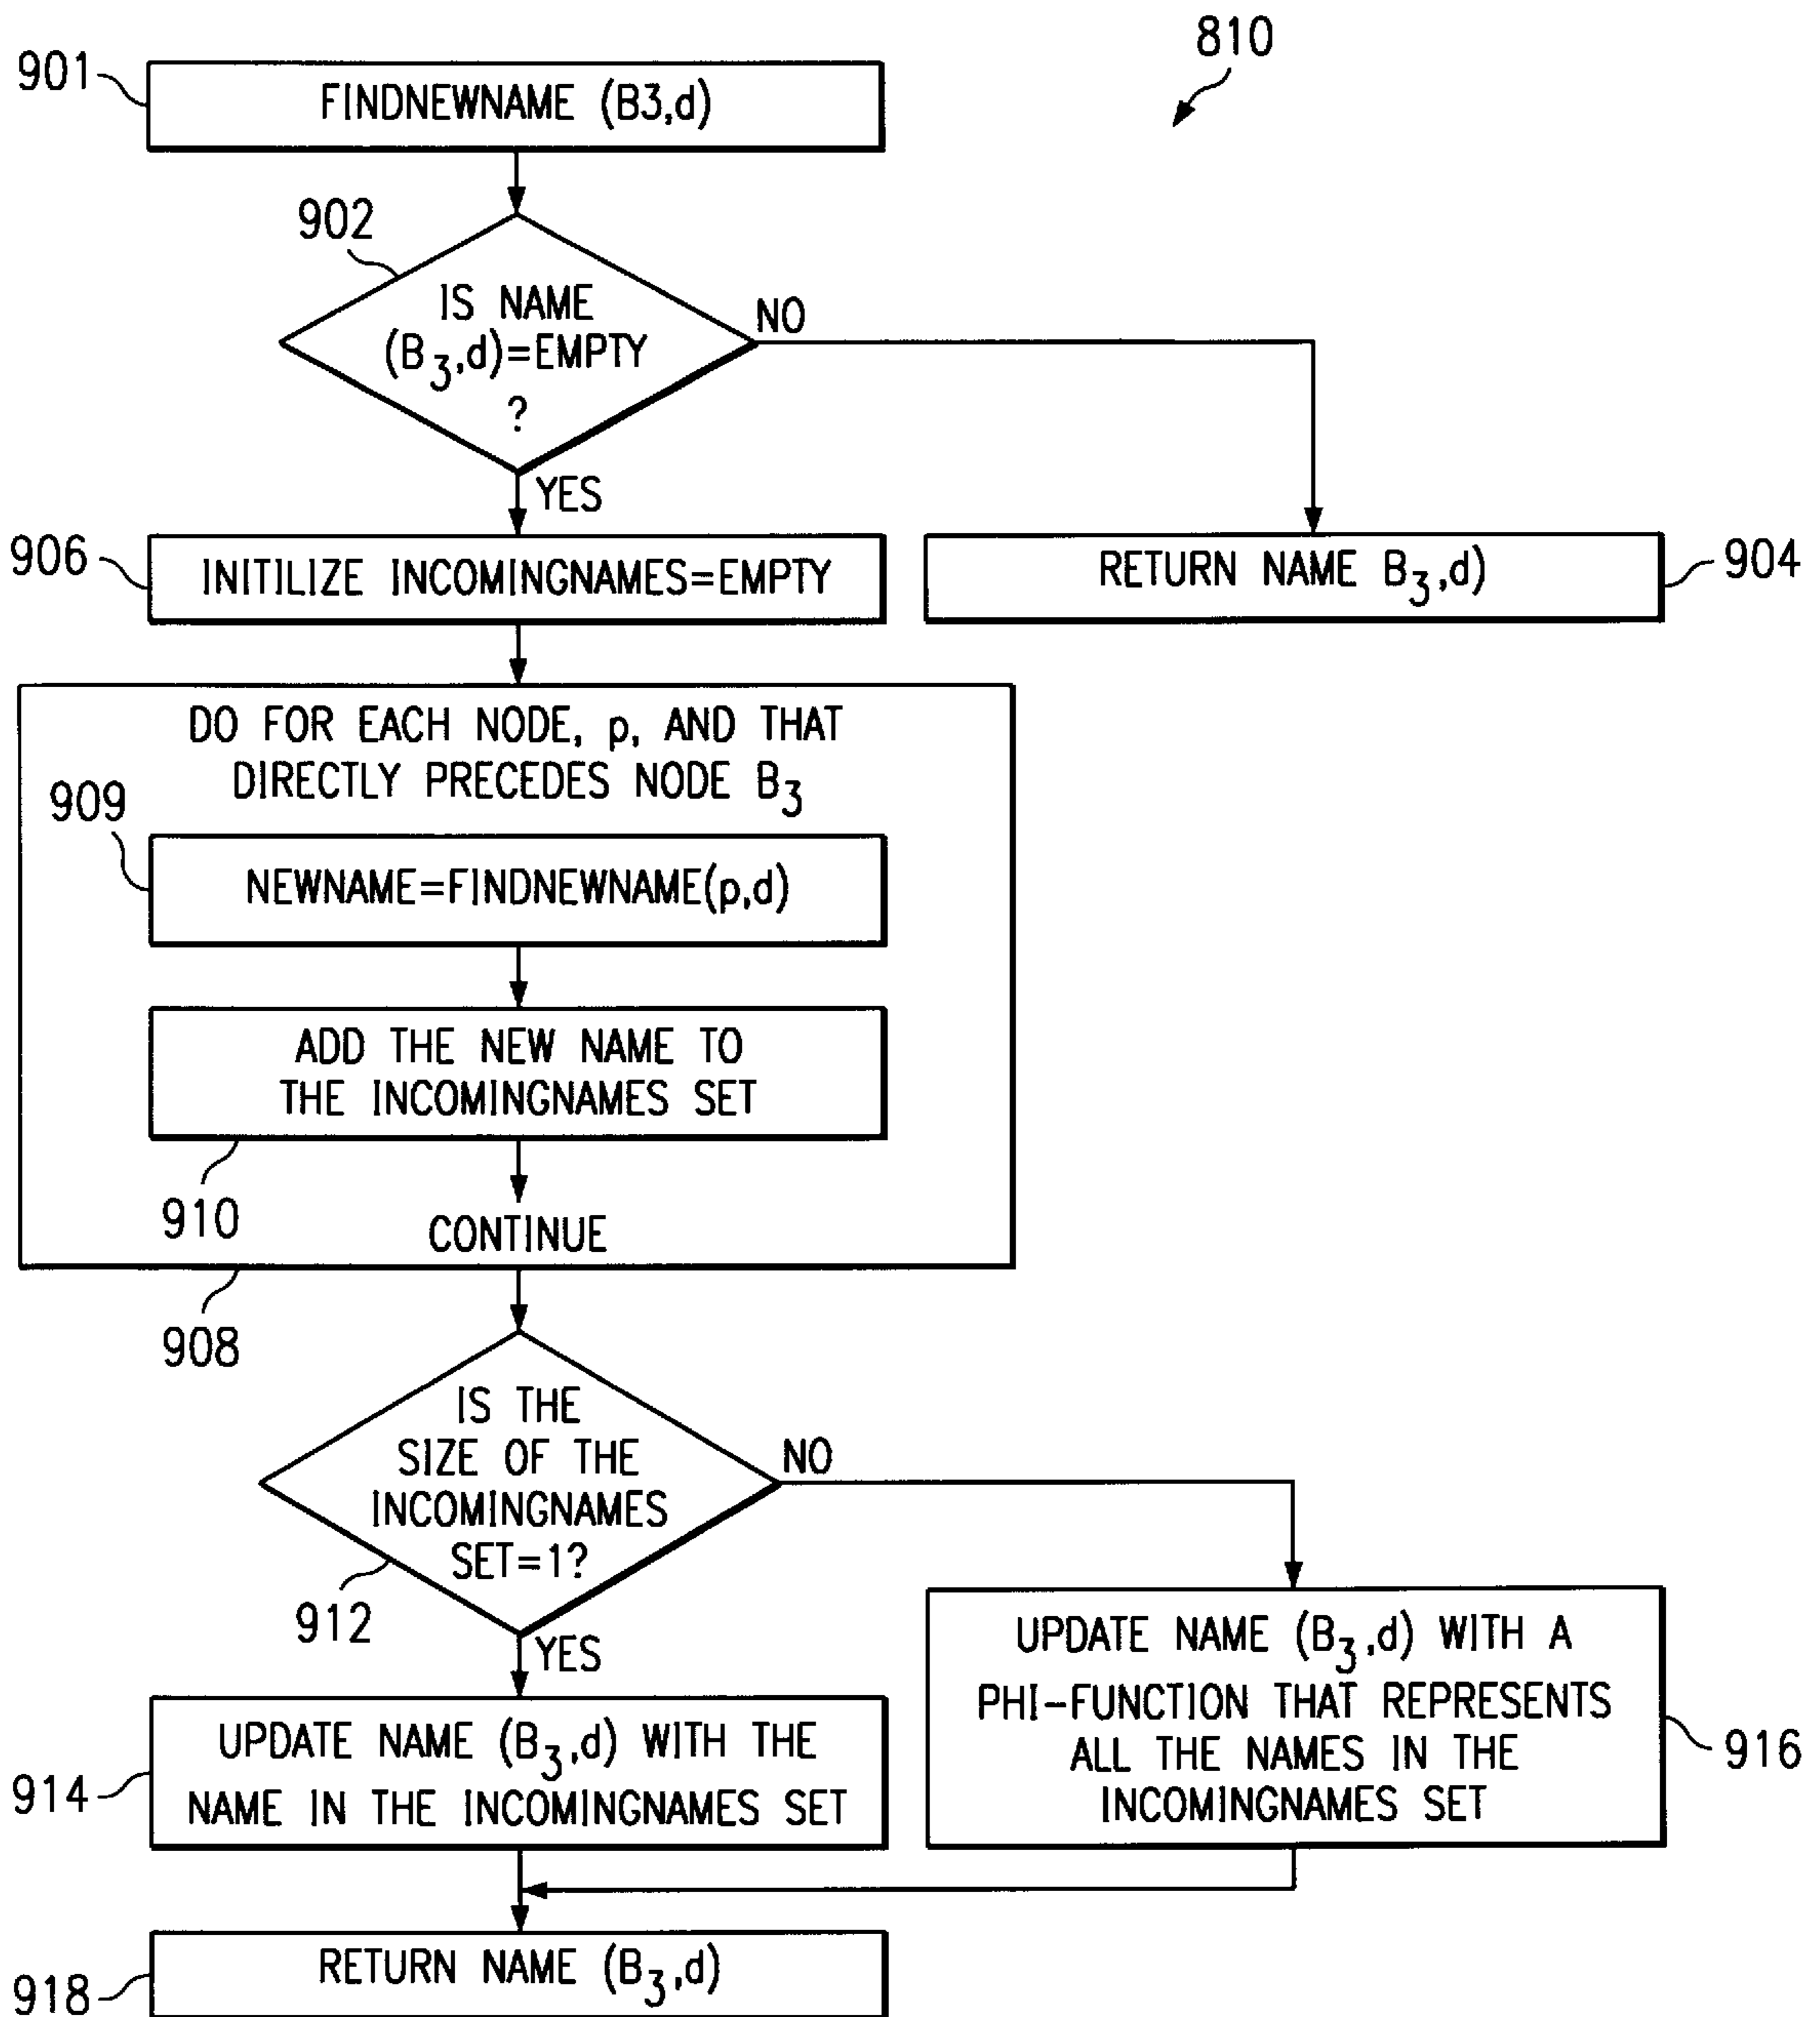 810
901
FINDNEWNAME (B3,d)
902
IS NAME
(B3,d)=EMPTY
?
NO
YES
906
INITILIZE INCOMINGNAMES=EMPTY
RETURN NAME B3,d)
904
DO FOR EACH NODE, p, AND THAT
DIRECTLY PRECEDES NODE B3
909
NEWNAME=FINDNEWNAME(p,d)
ADD THE NEW NAME TO
THE INCOMINGNAMES SET
910
CONTINUE
908
IS THE
SIZE OF THE
INCOMINGNAMES
SET=1?
NO
912
YES
UPDATE NAME (B3,d) WITH A
PHI-FUNCTION THAT REPRESENTS
ALL THE NAMES IN THE
INCOMINGNAMES SET
916
914
UPDATE NAME (B3,d) WITH THE
NAME IN THE INCOMINGNAMES SET
918
RETURN NAME (B3,d)